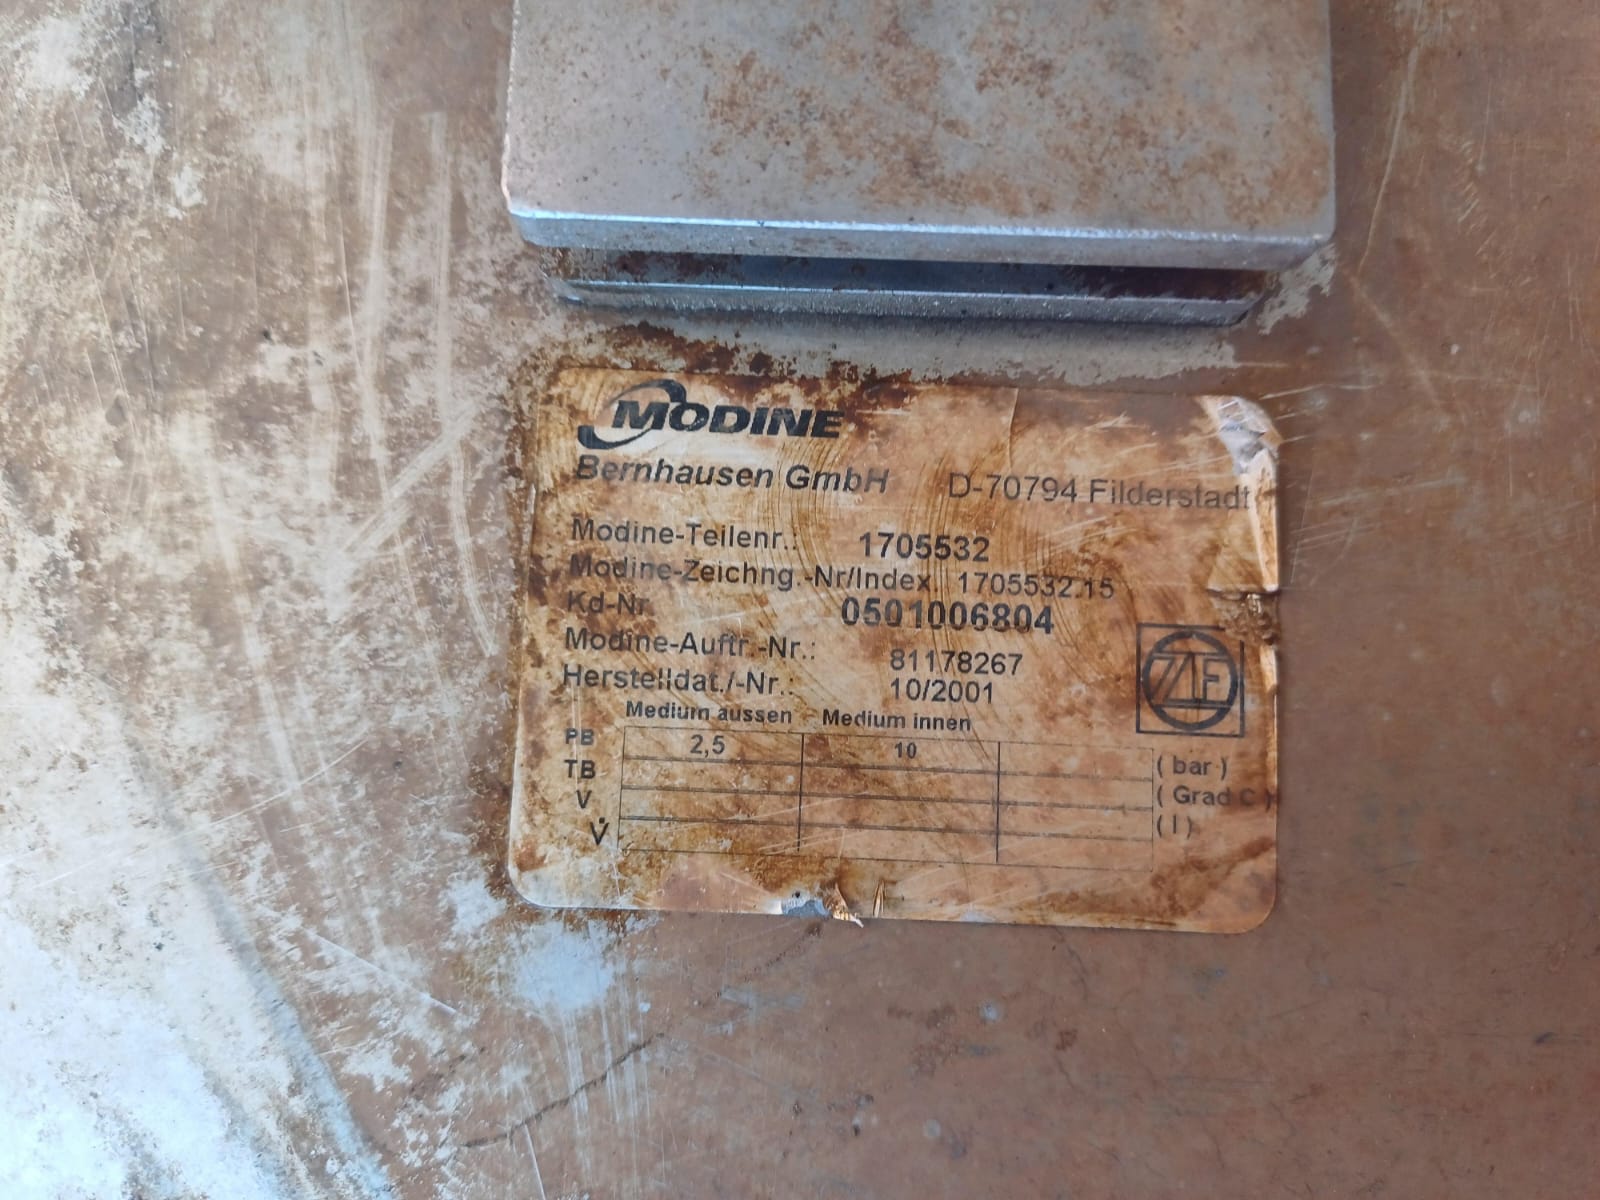 MODINE
Bernhausen GmbH D-70794 Filderstadt
Modine-Teilenr.: 1705532
Modine-Zeichng.-Nr/Index. 1705532.15
Kd-Nr. 0501006804
Modine-Auftr.-Nr.: 81178267
Herstelldat./-Nr.: 10/2001
ZF
Medium aussen Medium innen
PB 2,5 10 (bar)
TB (Grad C)
V (l)
V̇